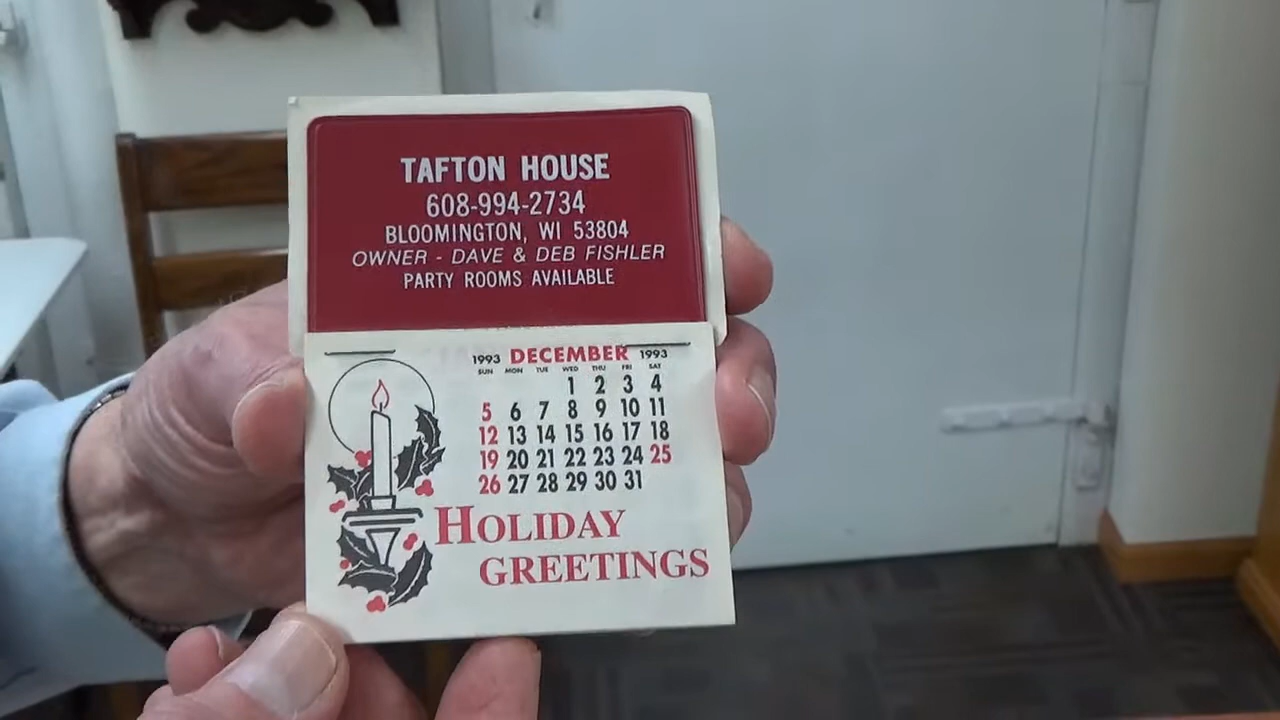 TAFTON HOUSE
608-994-2734
BLOOMINGTON, WI 53804
OWNER - DAVE & DEB FISHLER
PARTY ROOMS AVAILABLE
1993 DECEMBER 1993
SUN MON TUE WED THU FRI SAT
1 2 3 4
5 6 7 8 9 10 11
12 13 14 15 16 17 18
19 20 21 22 23 24 25
26 27 28 29 30 31
HOLIDAY
GREETINGS